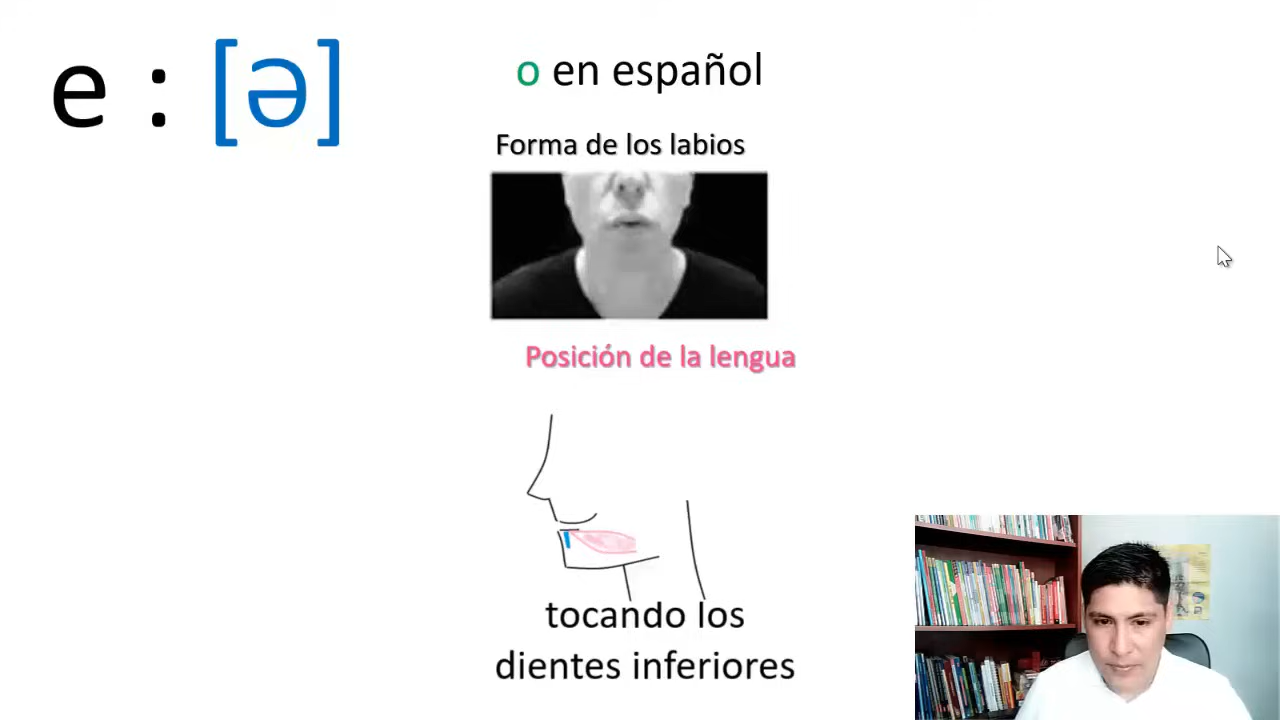 e : [ə]
o en español
Forma de los labios
Posición de la lengua
tocando los
dientes inferiores